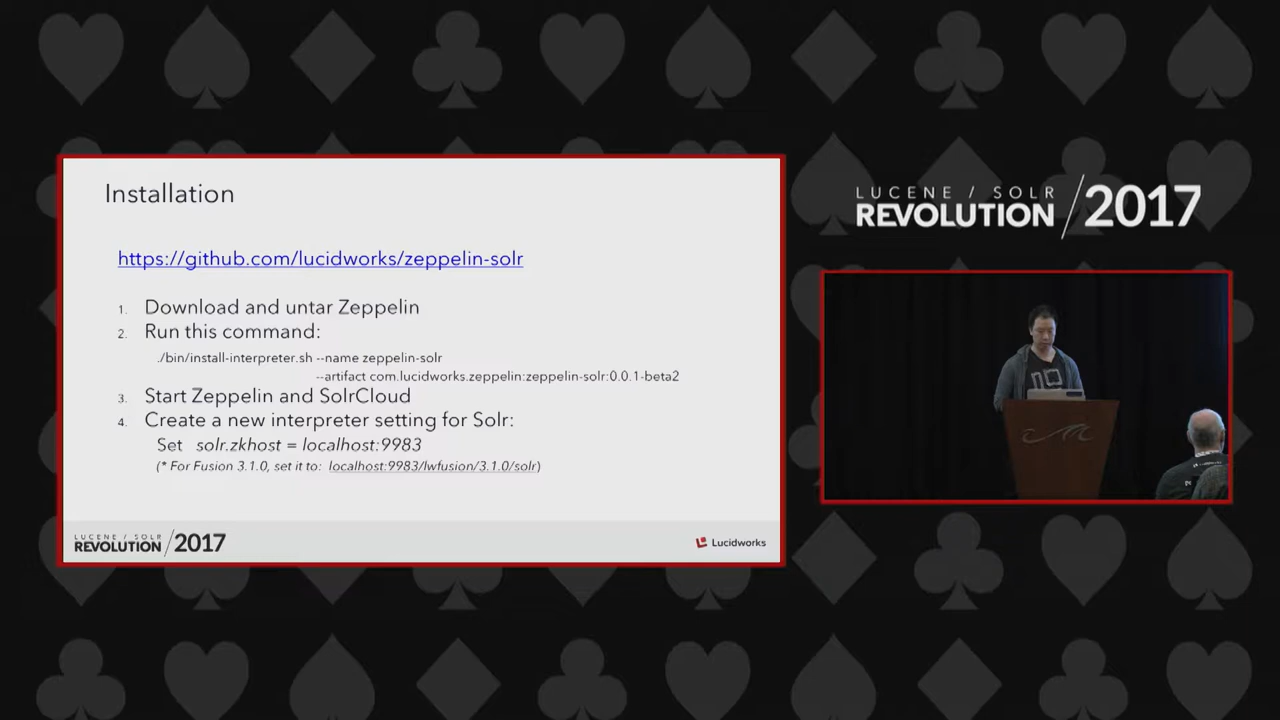 Installation
https://github.com/lucidworks/zeppelin-solr
1. Download and untar Zeppelin
2. Run this command:
./bin/install-interpreter.sh --name zeppelin-solr
--artifact com.lucidworks.zeppelin:zeppelin-solr:0.0.1-beta2
3. Start Zeppelin and SolrCloud
4. Create a new interpreter setting for Solr:
Set solr.zkhost = localhost:9983
(* For Fusion 3.1.0, set it to: localhost:9983/lwfusion/3.1.0/solr)
LUCENE / SOLR
REVOLUTION /2017
Lucidworks
LUCENE / SOLR
REVOLUTION /2017